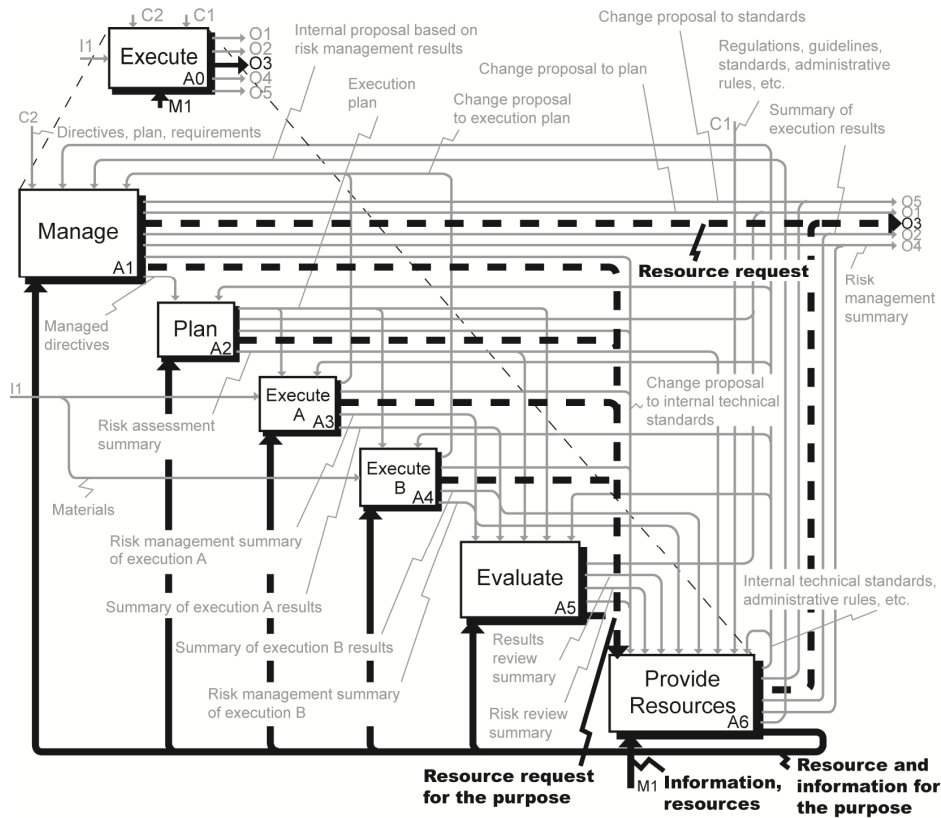 C2
C1
I1
Execute
A0
O1
O2
O3
O4
O5
M1
Internal proposal based on
risk management results
Execution
plan
Change proposal to plan
Change proposal
to execution plan
Change proposal to standards
Regulations, guidelines,
standards, administrative
rules, etc.
C1
Summary of
execution results
C2
Directives, plan, requirements
Manage
A1
O5
O1
O3
O2
O4
Resource request
Risk
management
summary
Managed
directives
Plan
A2
I1
Risk assessment
summary
Execute
A
A3
Change proposal
to internal technical
standards
Execute
B
A4
Materials
Risk management summary
of execution A
Summary of execution A results
Summary of execution B results
Risk management summary
of execution B
Evaluate
A5
Results
review
summary
Risk review
summary
Internal technical standards,
administrative rules, etc.
Provide
Resources
A6
Resource request
for the purpose
M1
Information,
resources
Resource and
information for
the purpose